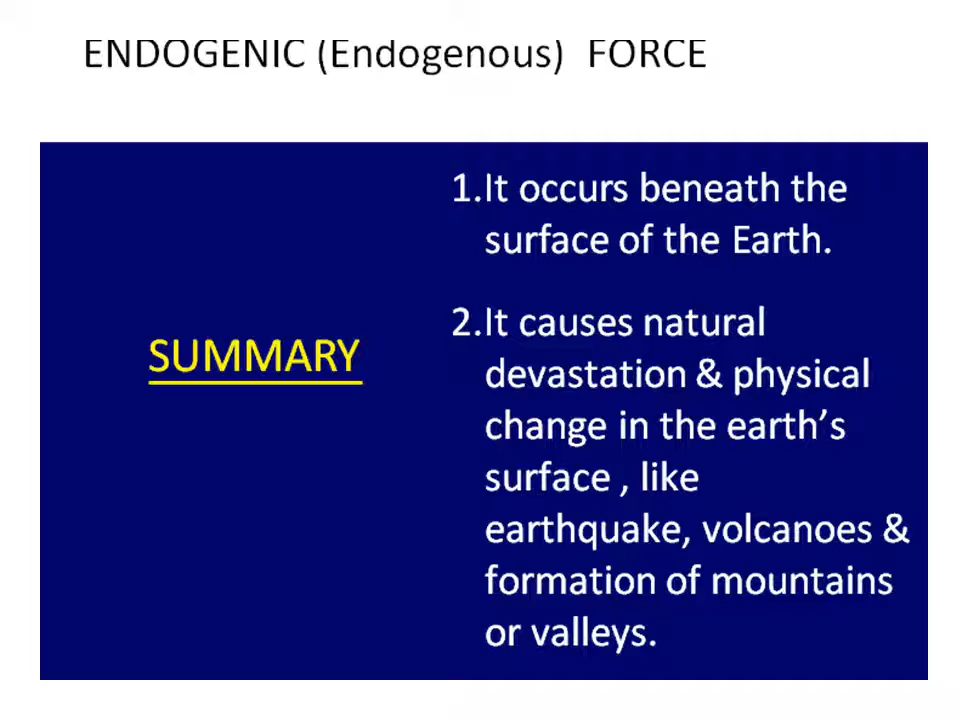 ENDOGENIC (Endogenous) FORCE
SUMMARY
1.It occurs beneath the
surface of the Earth.
2.It causes natural
devastation & physical
change in the earth’s
surface , like
earthquake, volcanoes &
formation of mountains
or valleys.